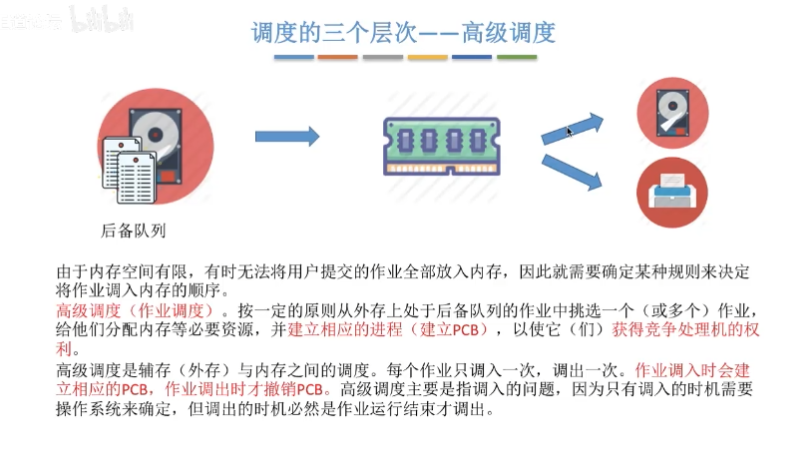 bilibili
调度的三个层次——高级调度
后备队列
由于内存空间有限，有时无法将用户提交的作业全部放入内存，因此就需要确定某种规则来决定
将作业调入内存的顺序。
高级调度（作业调度）。按一定的原则从外存上处于后备队列的作业中挑选一个（或多个）作业，
给他们分配内存等必要资源，并建立相应的进程（建立PCB），以使它（们）获得竞争处理机的权
利。
高级调度是辅存（外存）与内存之间的调度。每个作业只调入一次，调出一次。作业调入时会建
立相应的PCB，作业调出时才撤销PCB。高级调度主要是指调入的问题，因为只有调入的时机需要
操作系统来确定，但调出的时机必然是作业运行结束才调出。